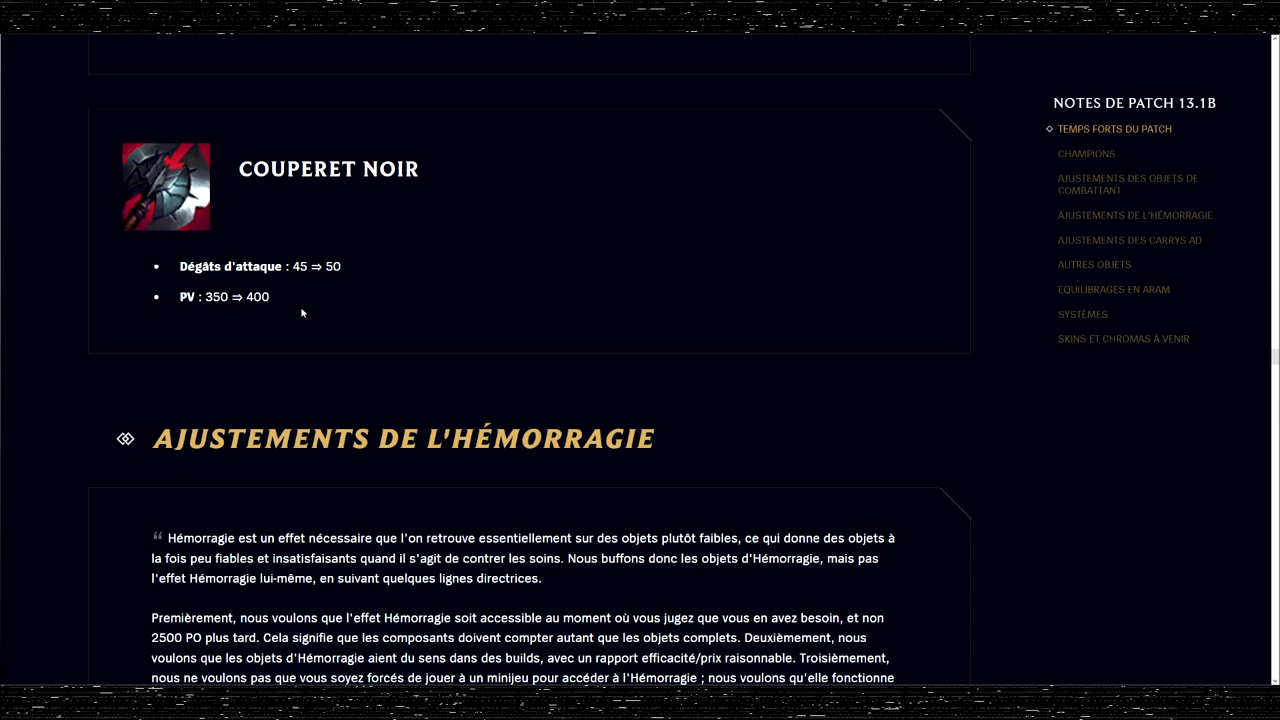 COUPERET NOIR
• Dégâts d'attaque : 45 ⇒ 50
• PV : 350 ⇒ 400
AJUSTEMENTS DE L'HÉMORRAGIE
“ Hémorragie est un effet nécessaire que l'on retrouve essentiellement sur des objets plutôt faibles, ce qui donne des objets à
la fois peu fiables et insatisfaisants quand il s'agit de contrer les soins. Nous buffons donc les objets d'Hémorragie, mais pas
l'effet Hémorragie lui-même, en suivant quelques lignes directrices.
Premièrement, nous voulons que l'effet Hémorragie soit accessible au moment où vous jugez que vous en avez besoin, et non
2500 PO plus tard. Cela signifie que les composants doivent compter autant que les objets complets. Deuxièmement, nous
voulons que les objets d'Hémorragie aient du sens dans des builds, avec un rapport efficacité/prix raisonnable. Troisièmement,
nous ne voulons pas que vous soyez forcés de jouer à un minijeu pour accéder à l'Hémorragie ; nous voulons qu'elle fonctionne
NOTES DE PATCH 13.1B
TEMPS FORTS DU PATCH
CHAMPIONS
AJUSTEMENTS DES OBJETS DE
COMBATTANT
AJUSTEMENTS DE L'HÉMORRAGIE
AJUSTEMENTS DES CARRYS AD
AUTRES OBJETS
ÉQUILIBRAGES EN ARAM
SYSTÈMES
SKINS ET CHROMAS À VENIR